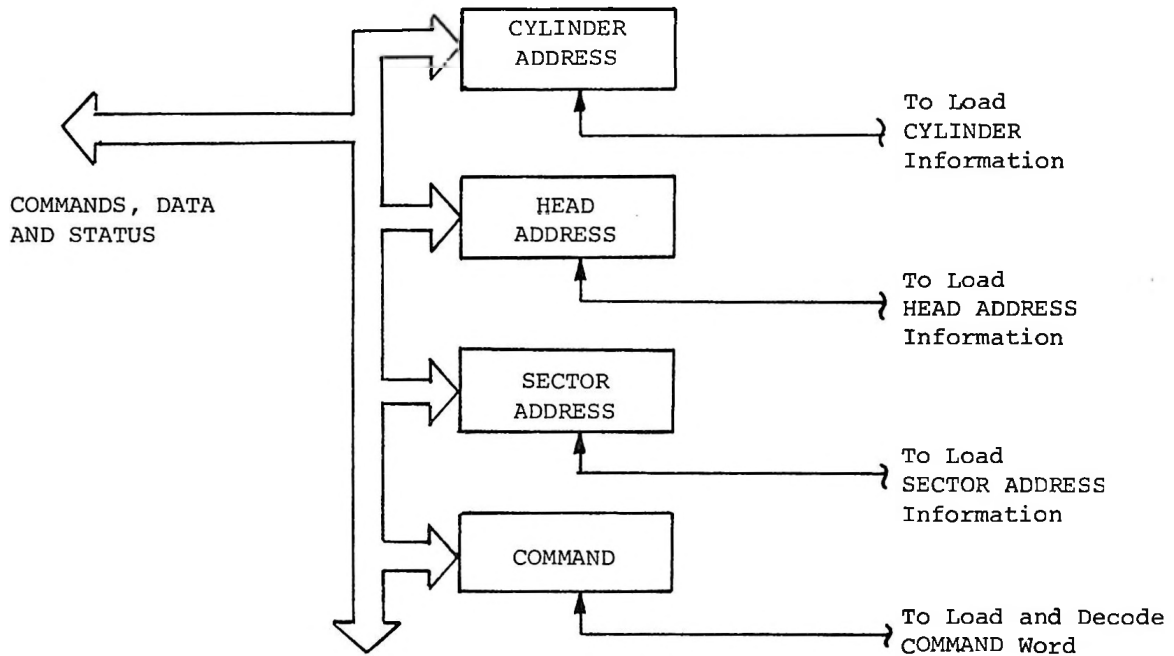 CYLINDER
ADDRESS
To Load
CYLINDER
Information
COMMANDS, DATA
AND STATUS
HEAD
ADDRESS
To Load
HEAD ADDRESS
Information
SECTOR
ADDRESS
To Load
SECTOR ADDRESS
Information
COMMAND
To Load and Decode
COMMAND Word